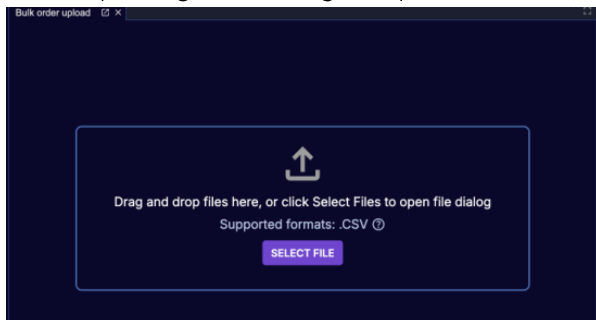 Bulk order upload
Drag and drop files here, or click Select Files to open file dialog
Supported formats: .CSV
SELECT FILE